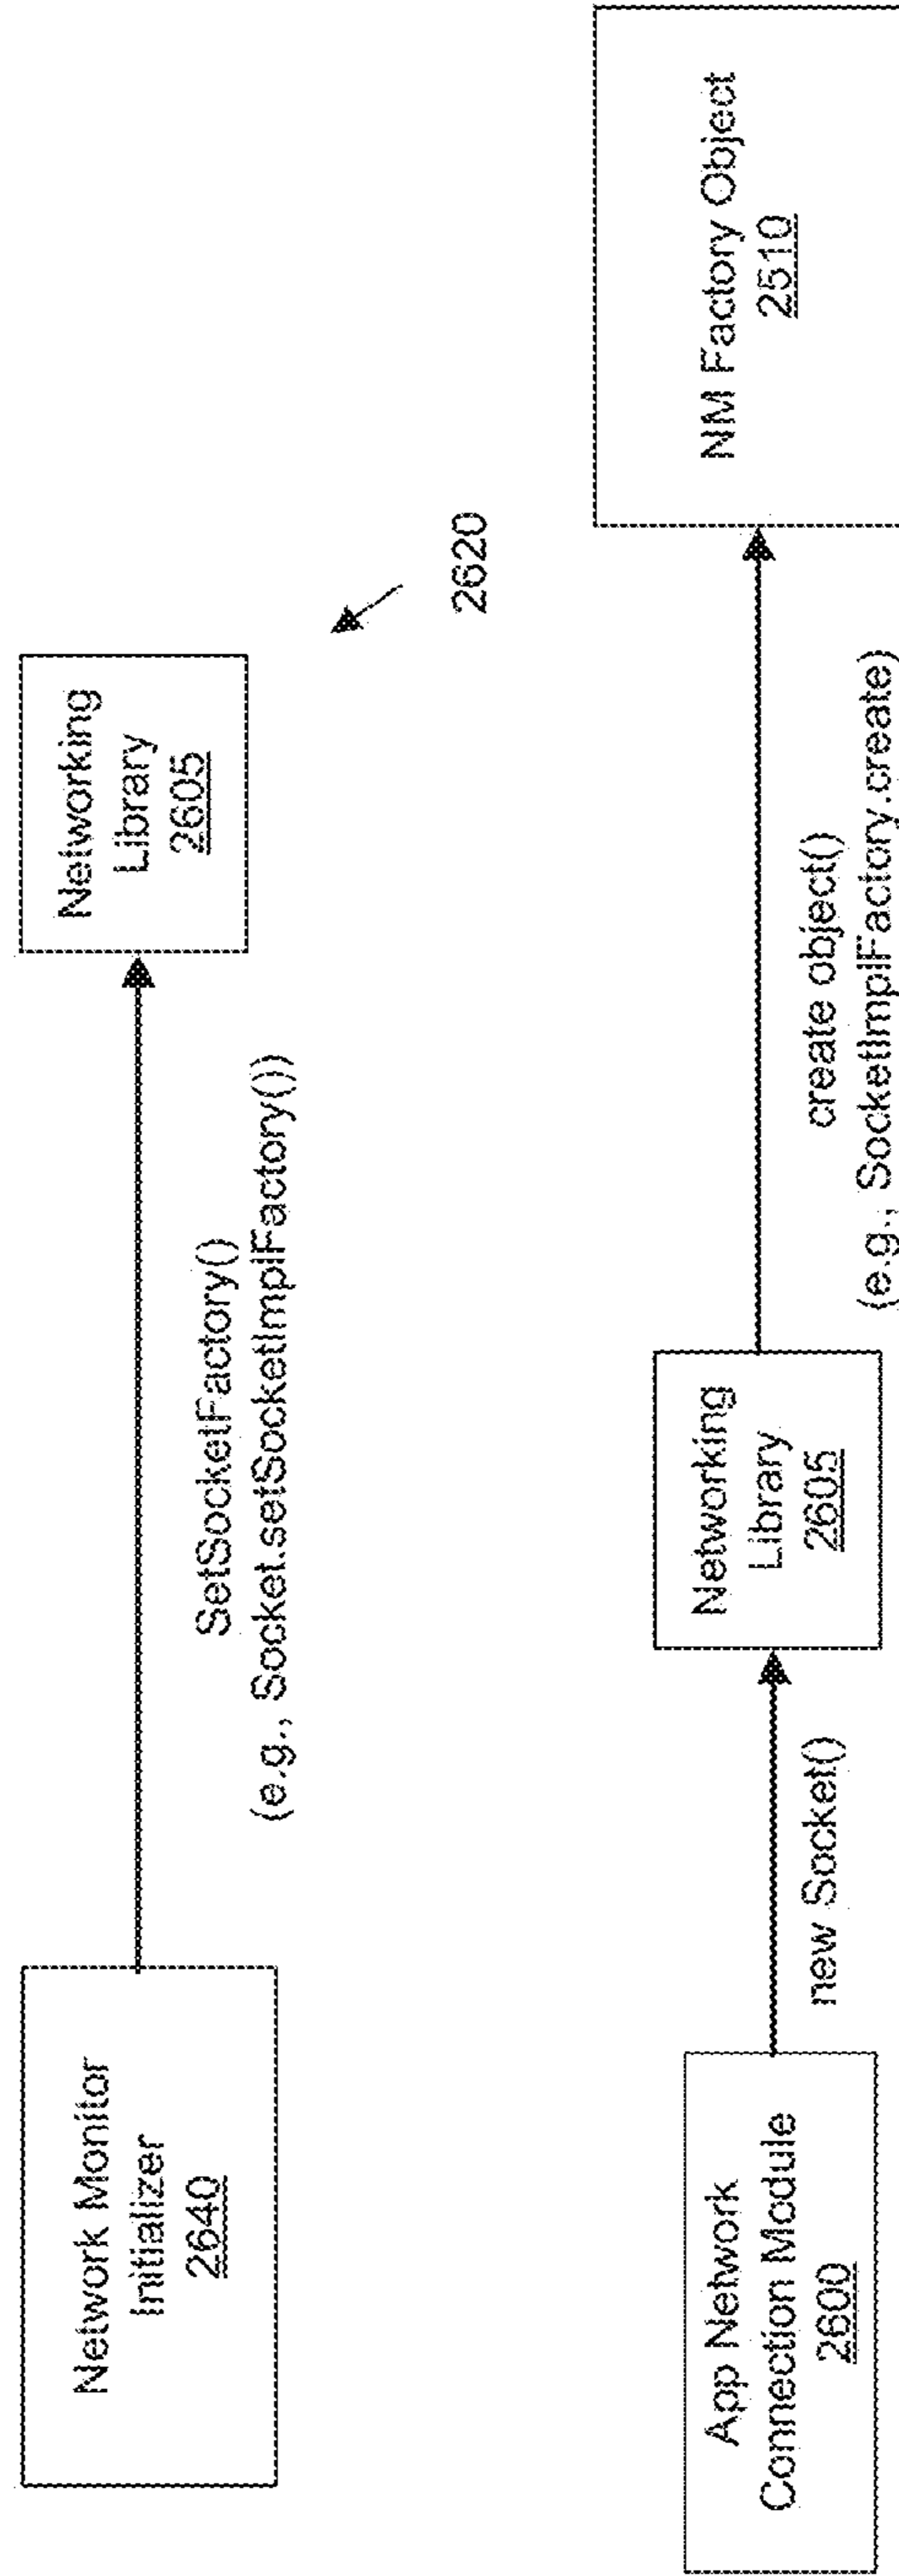 Network Monitor
Initializer
2640
SetSocketFactory()
(e.g., Socket.setSocketImplFactory())
Networking
Library
2605
2620
App Network
Connection Module
2600
new Socket()
Networking
Library
2605
create object()
(e.g., SocketImplFactory.create)
NM Factory Object
2510